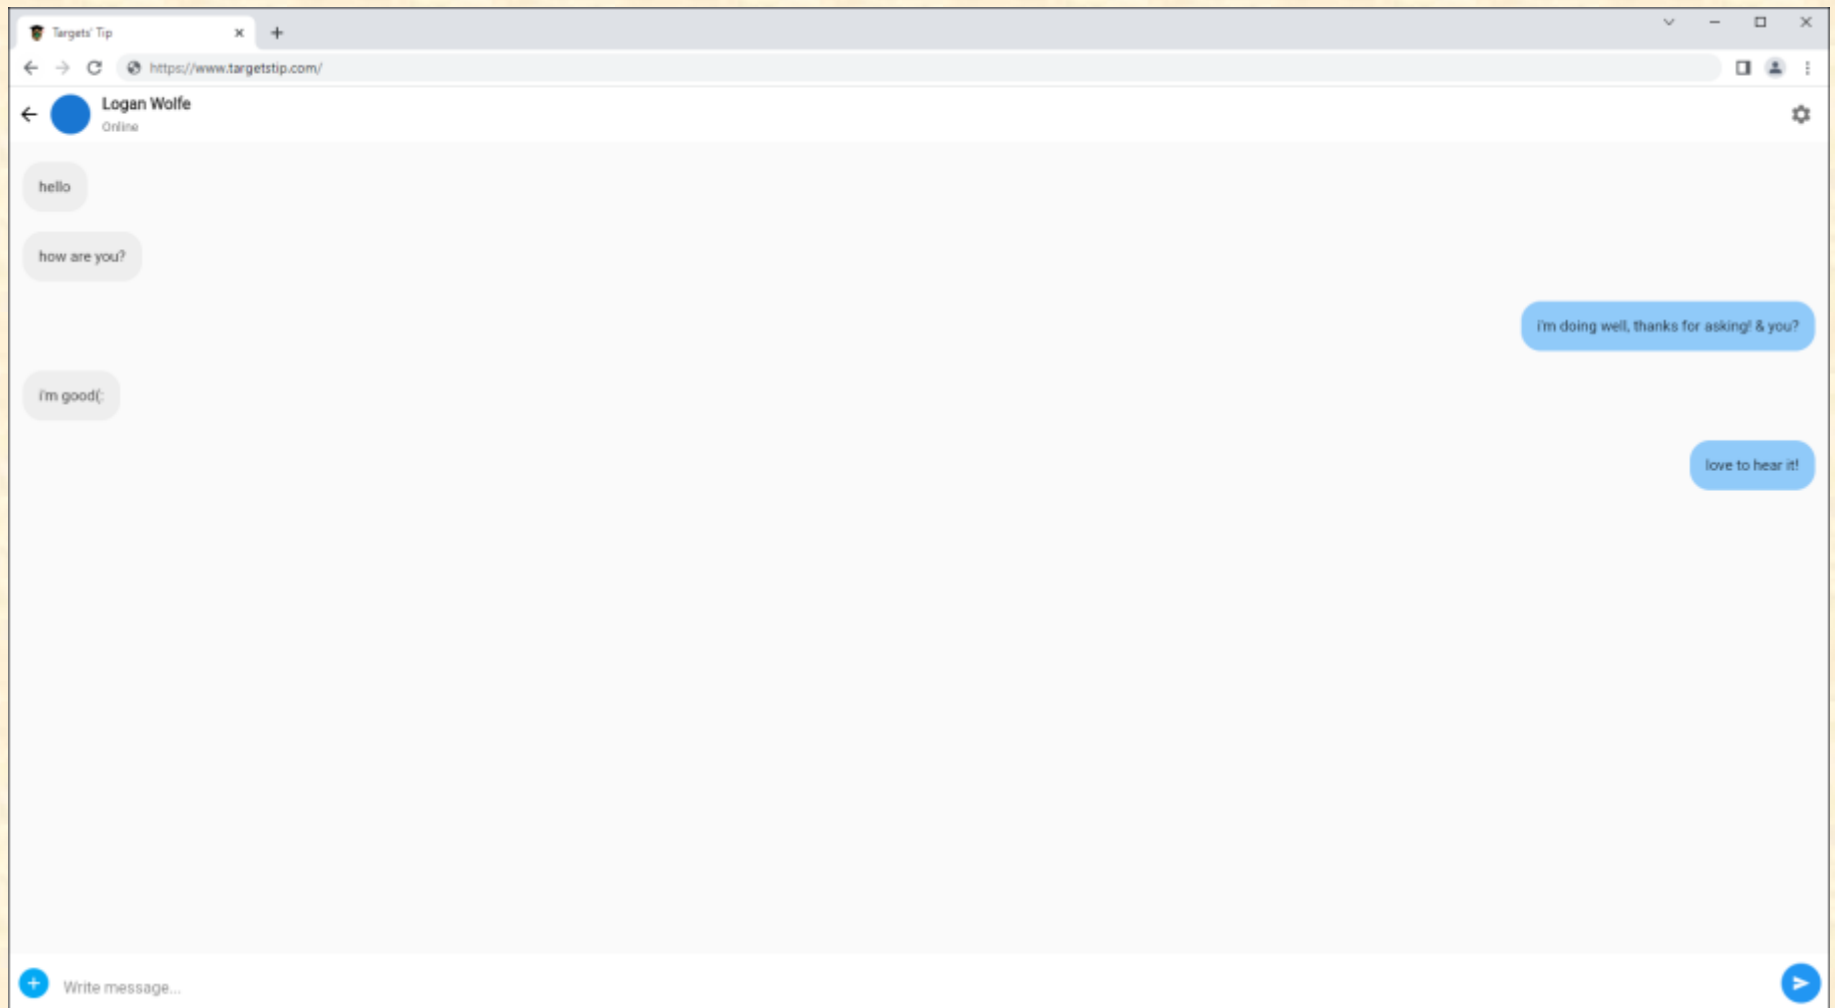 Targets' Tip
https://www.targetstip.com/
Logan Wolfe
Online
hello
how are you?
i'm doing well, thanks for asking! & you?
i'm good(:
love to hear it!
Write message...